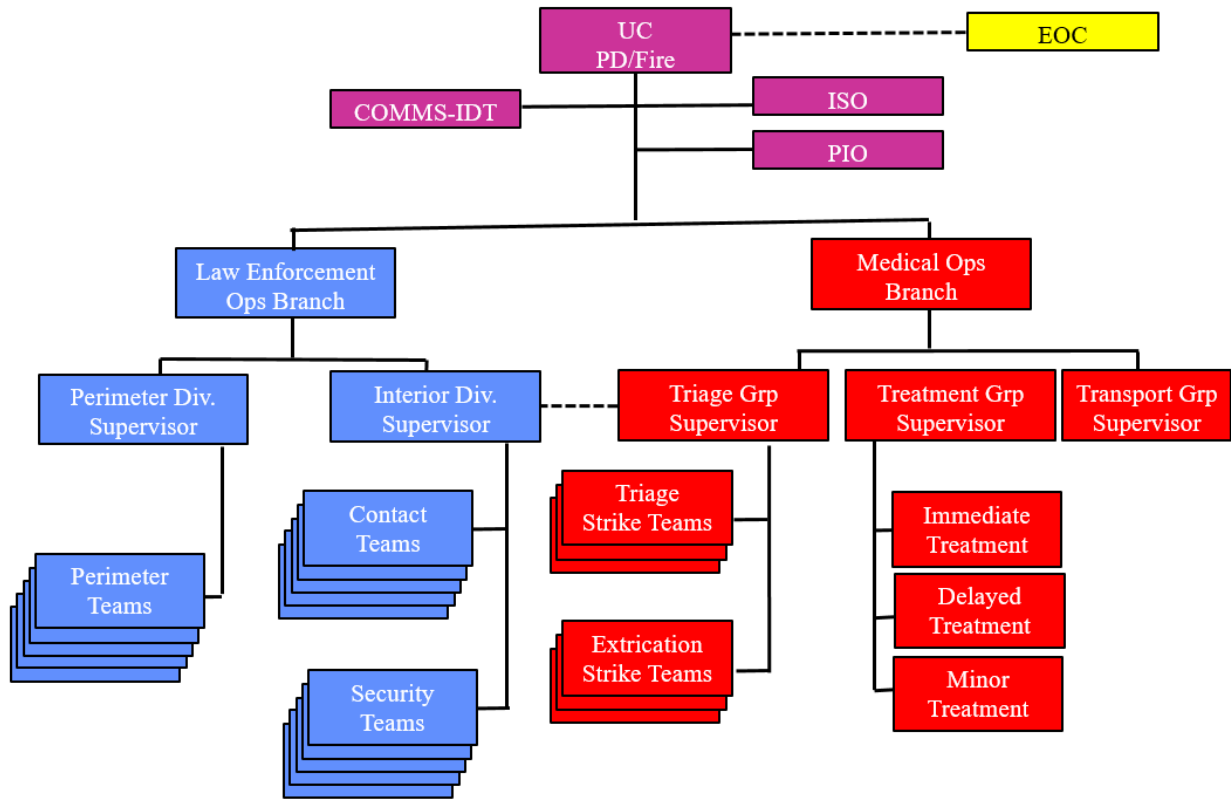 UC
PD/Fire
EOC
COMMS-IDT
ISO
PIO
Law Enforcement
Ops Branch
Medical Ops
Branch
Perimeter Div.
Supervisor
Interior Div.
Supervisor
Triage Grp
Supervisor
Treatment Grp
Supervisor
Transport Grp
Supervisor
Perimeter
Teams
Contact
Teams
Security
Teams
Triage
Strike Teams
Extrication
Strike Teams
Immediate
Treatment
Delayed
Treatment
Minor
Treatment